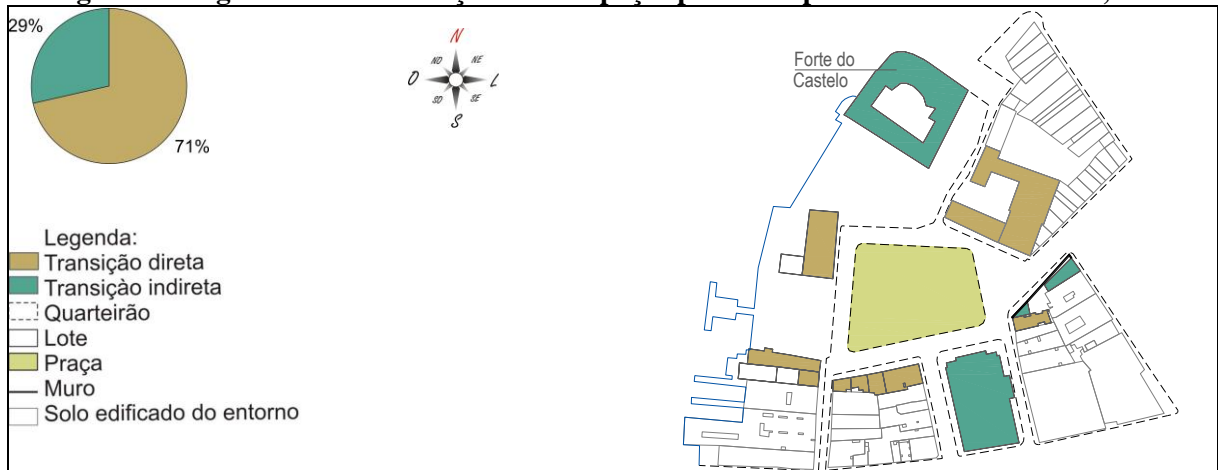 29%
71%
N
NO
NE
O
L
SO
SE
S
Forte do
Castelo
Legenda:
Transição direta
Transiçào indireta
Quarteirão
Lote
Praça
Muro
Solo edificado do entorno